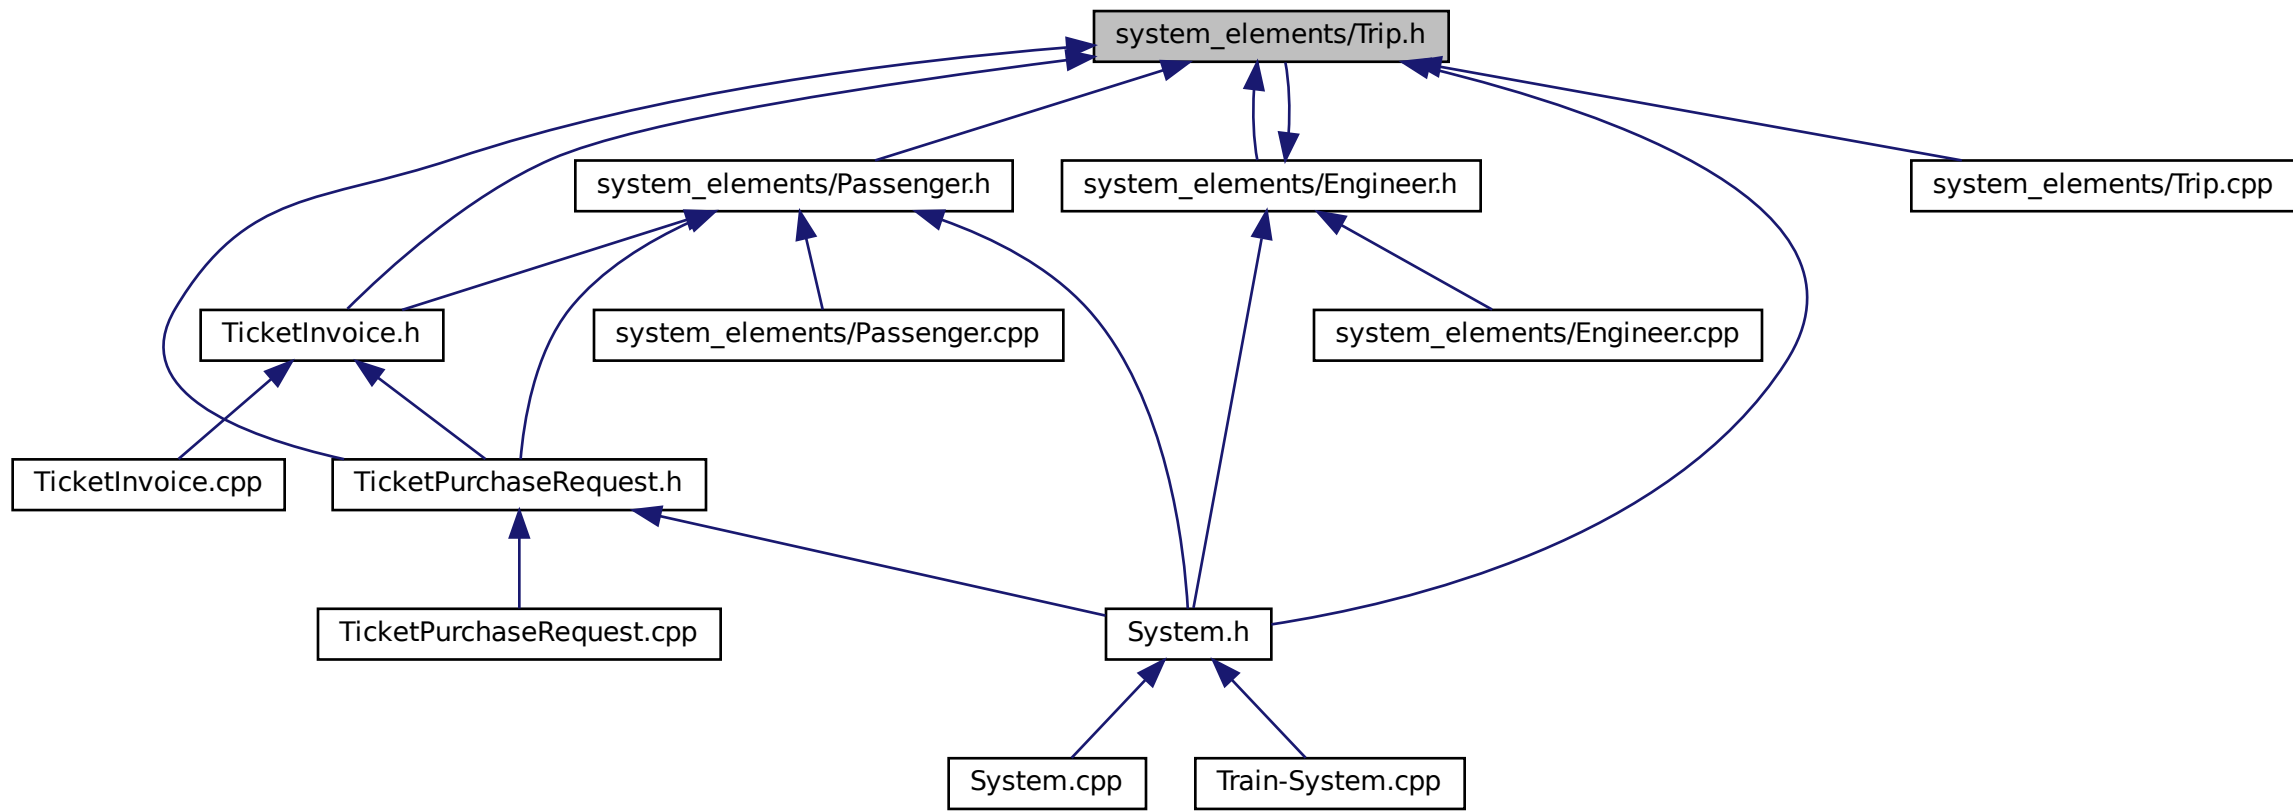 system_elements/Trip.h
system_elements/Passenger.h
system_elements/Engineer.h
system_elements/Trip.cpp
TicketInvoice.h
system_elements/Passenger.cpp
system_elements/Engineer.cpp
TicketInvoice.cpp
TicketPurchaseRequest.h
TicketPurchaseRequest.cpp
System.h
System.cpp
Train-System.cpp